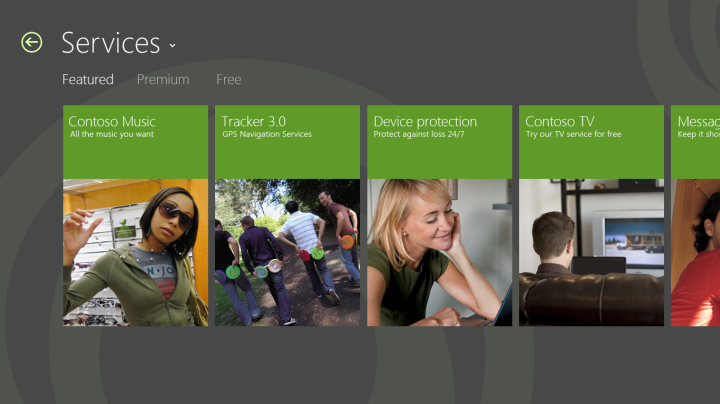 Services
Featured Premium Free
Contoso Music
All the music you want
Tracker 3.0
GPS Navigation Services
Device protection
Protect against loss 24/7
Contoso TV
Try our TV service for free
Messag
Keep it sho
N·JO